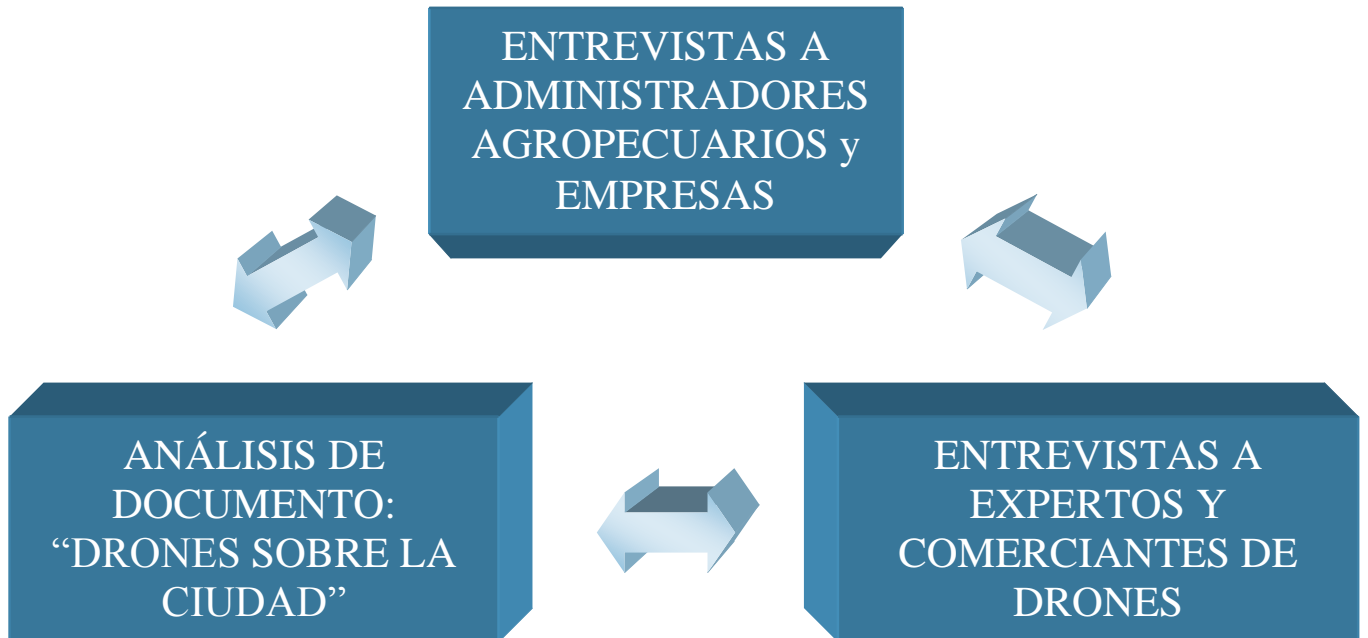 ENTREVISTAS A
ADMINISTRADORES
AGROPECUARIOS y
EMPRESAS
ANÁLISIS DE
DOCUMENTO:
“DRONES SOBRE LA
CIUDAD”
ENTREVISTAS A
EXPERTOS Y
COMERCIANTES DE
DRONES